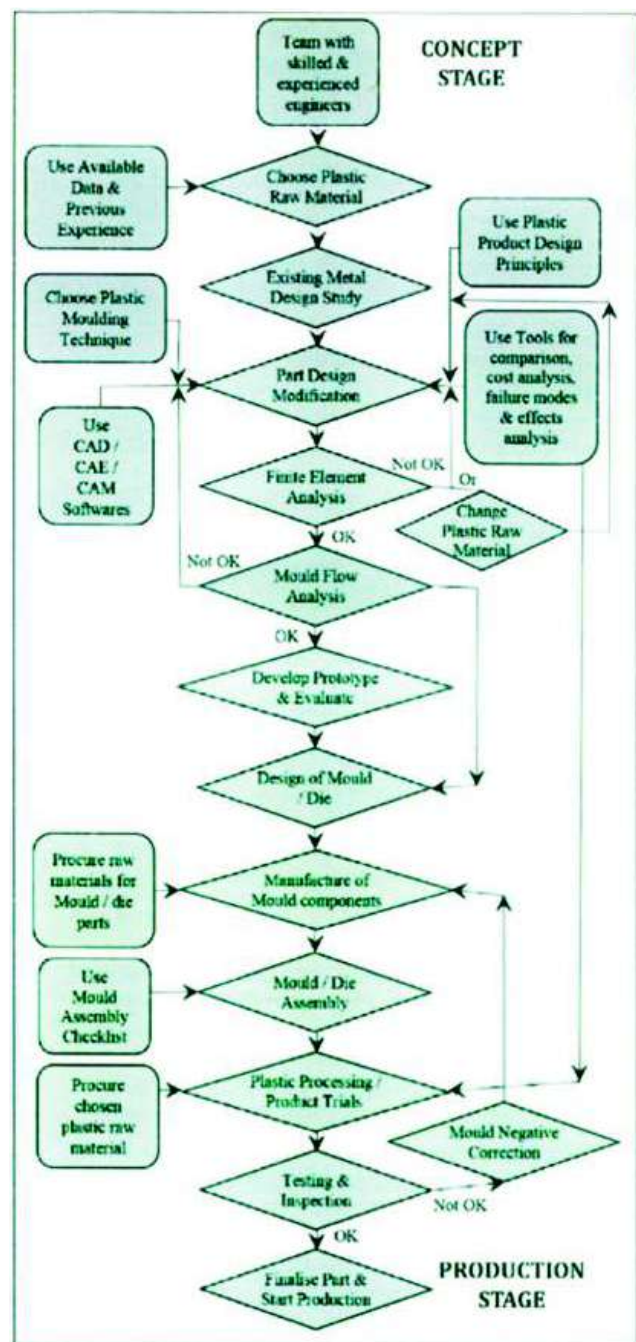 Team with
skilled &
experienced
engineers
CONCEPT
STAGE
Use Available
Data &
Previous
Experience
Choose Plastic
Raw Material
Use Plastic
Product Design
Principles
Existing Metal
Design Study
Choose Plastic
Moulding
Technique
Use Tools for
comparison,
cost analysis,
failure modes
& effects
analysis
Part Design
Modification
Use
CAD /
CAE /
CAM
Softwares
Finite Element
Analysis
Not OK
Or
Change
Plastic Raw
Material
OK
Not OK
Mould Flow
Analysis
OK
Develop Prototype
& Evaluate
Design of Mould
/ Die
Procure raw
materials for
Mould / die
parts
Manufacture of
Mould components
Use
Mould
Assembly
Checklist
Mould / Die
Assembly
Procure
chosen
plastic raw
material
Plastic Processing /
Product Trials
Mould Negative
Correction
Testing &
Inspection
Not OK
OK
Finalise Part &
Start Production
PRODUCTION
STAGE